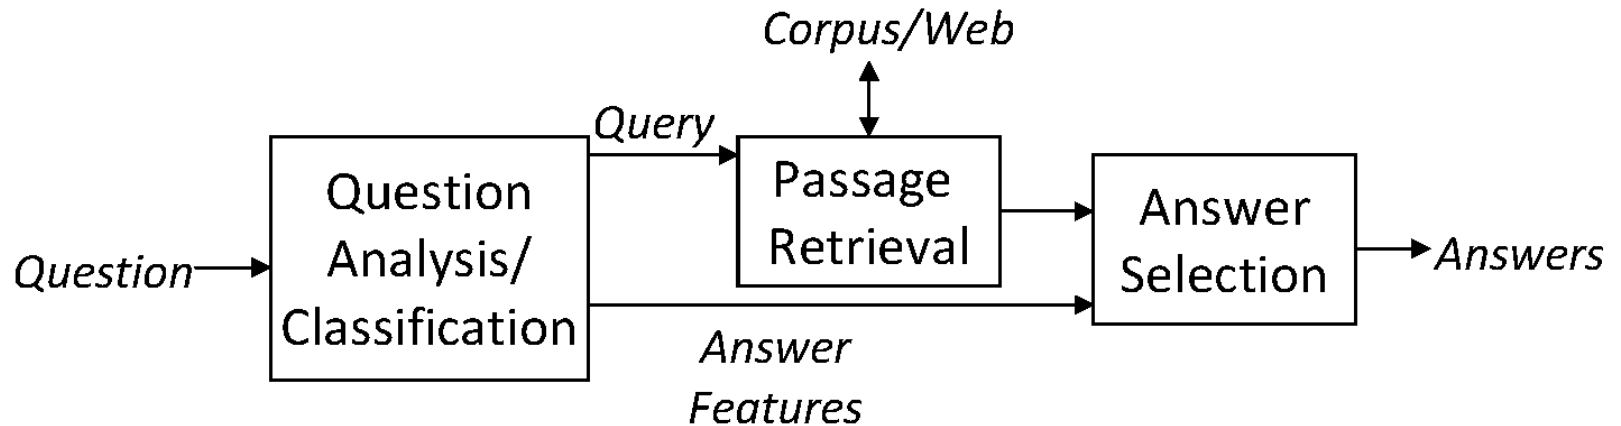 Corpus/Web
Query
Question
Analysis/
Classification
Passage
Retrieval
Answer
Selection
Question
Answers
Answer
Features